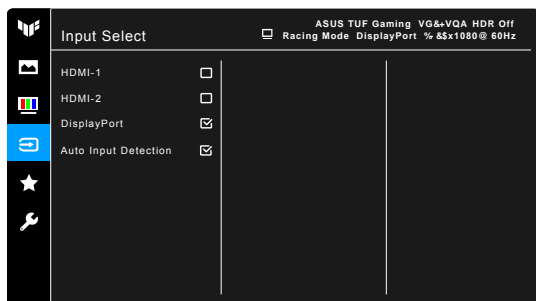 ASUS TUF Gaming VG&+VQA HDR Off
Input Select
Racing Mode DisplayPort % &$x1080@ 60Hz
HDMI-1
HDMI-2
DisplayPort
Auto Input Detection